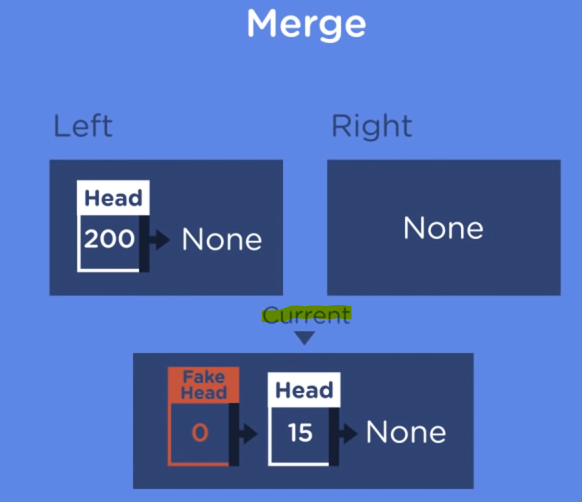 Merge
Left
Right
Head
200
None
None
Current
Fake
Head
0
Head
15
None